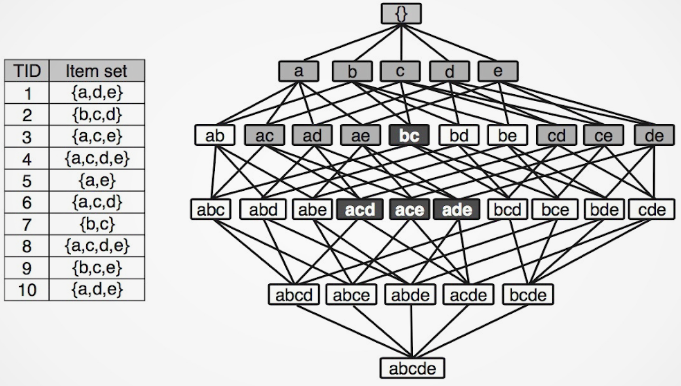 TID Item set
1 {a,d,e}
2 {b,c,d}
3 {a,c,e}
4 {a,c,d,e}
5 {a,e}
6 {a,c,d}
7 {b,c}
8 {a,c,d,e}
9 {b,c,e}
10 {a,d,e}
{}
a b c d e
ab ac ad ae bc bd be cd ce de
abc abd abe acd ace ade bcd bce bde cde
abcd abce abde acde bcde
abcde